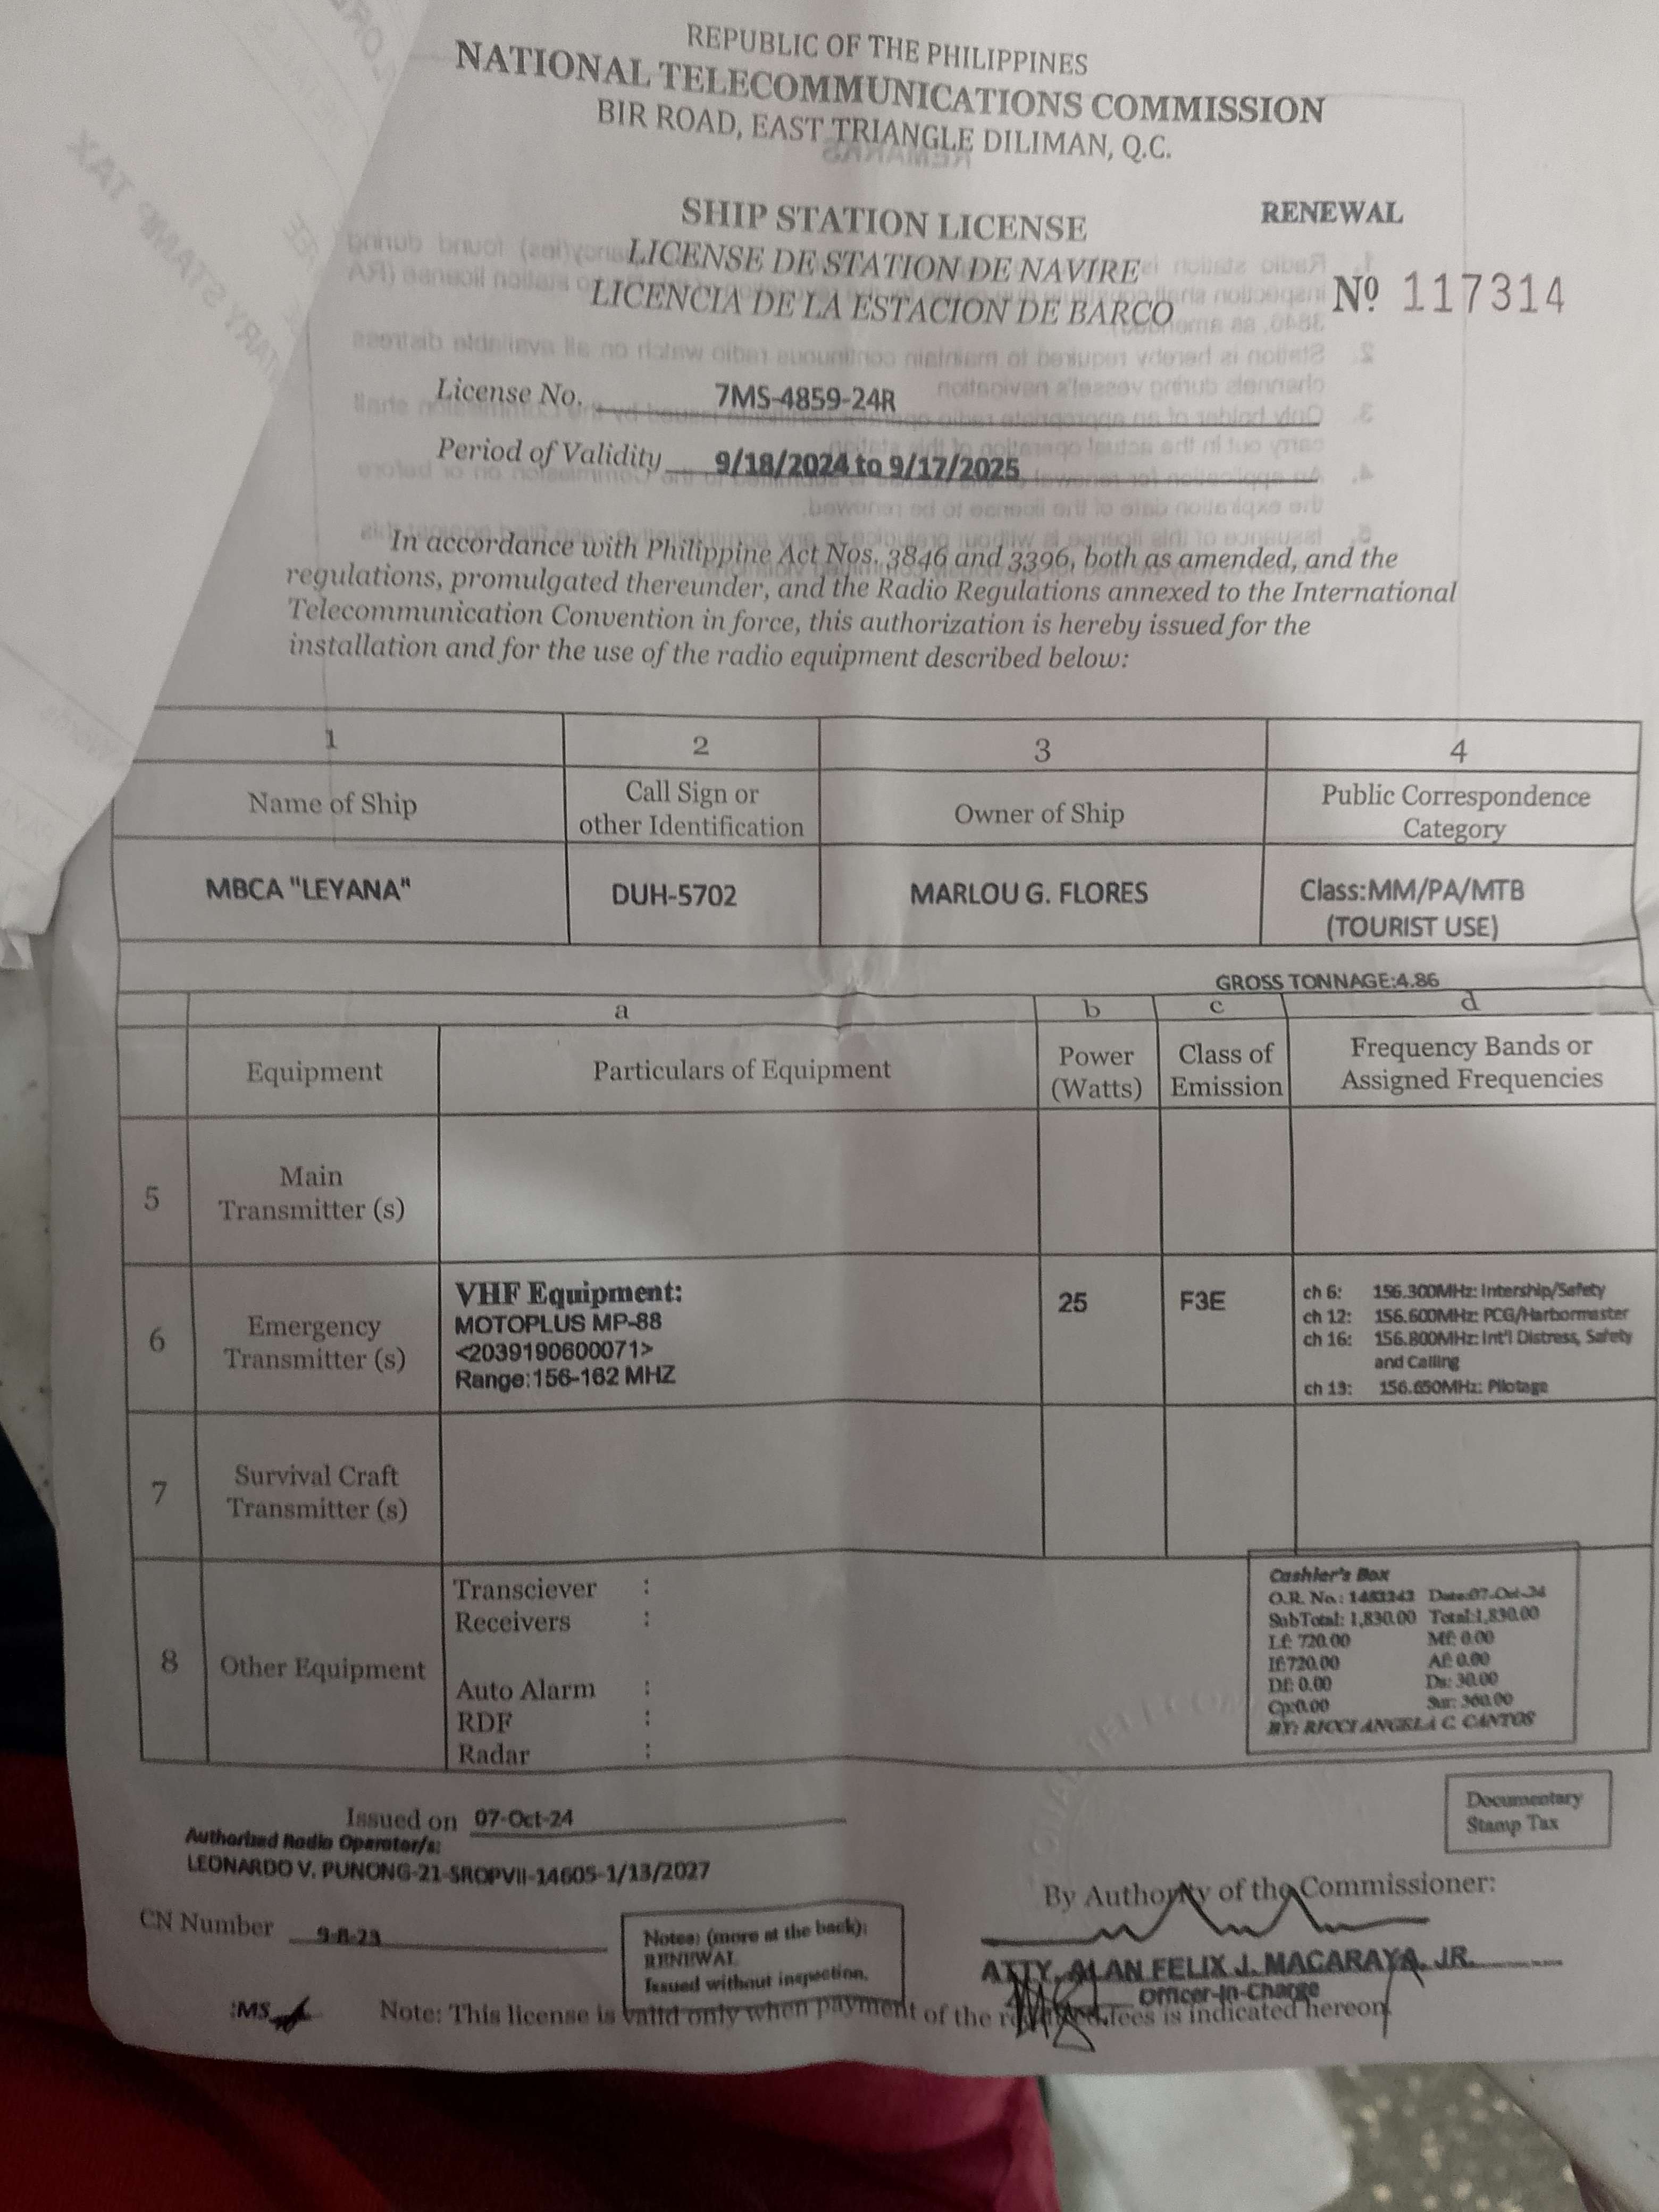 REPUBLIC OF THE PHILIPPINES
NATIONAL TELECOMMUNICATIONS COMMISSION
BIR ROAD, EAST TRIANGLE DILIMAN, Q.C.
SHIP STATION LICENSE
RENEWAL
LICENSE DE STATION DE NAVIRE
LICENCIA DE LA ESTACION DE BARCO
Nº 117314
License No. 7MS-4859-24R
Period of Validity 9/18/2024 to 9/17/2025
In accordance with Philippine Act Nos. 3846 and 3396, both as amended, and the
regulations, promulgated thereunder, and the Radio Regulations annexed to the International
Telecommunication Convention in force, this authorization is hereby issued for the
installation and for the use of the radio equipment described below:
1 2 3 4
Name of Ship
Call Sign or
other Identification
Owner of Ship
Public Correspondence
Category
MBCA "LEYANA"
DUH-5702
MARLOU G. FLORES
Class:MM/PA/MTB
(TOURIST USE)
GROSS TONNAGE:4.86
a b c d
Equipment
Particulars of Equipment
Power
(Watts)
Class of
Emission
Frequency Bands or
Assigned Frequencies
5
Main
Transmitter (s)
6
Emergency
Transmitter (s)
VHF Equipment:
MOTOPLUS MP-88
<2039190600071>
Range:156-162 MHZ
25
F3E
ch 6: 156.300MHz: Intership/Safety
ch 12: 156.600MHz: PCG/Harbormaster
ch 16: 156.800MHz: Int'l Distress, Safety
and Calling
ch 13: 156.650MHz: Pilotage
7
Survival Craft
Transmitter (s)
8
Other Equipment
Transciever :
Receivers :
Auto Alarm :
RDF :
Radar :
Cashier's Box
O.R. No.: Date:07-Oct-24
SubTotal: 1,830.00 Total:1,830.00
Lf: 720.00 Mf: 0.00
If:720.00 Af: 0.00
Df: 0.00 Ds: 30.00
Cp:0.00 Sur: 360.00
BY: RICCI ANGELA C. CANTOS
Issued on 07-Oct-24
Documentary
Stamp Tax
Authorized Radio Operator/s:
LEONARDO V. PUNONG-21-SROPVII-14605-1/13/2027
By Authority of the Commissioner:
CN Number
Notes: (more at the back):
RENEWAL
Issued without inspection.
ATTY. ALAN FELIX J. MACARAYA, JR.
Officer-In-Charge
:MS
Note: This license is valid only when payment of the fees is indicated hereon